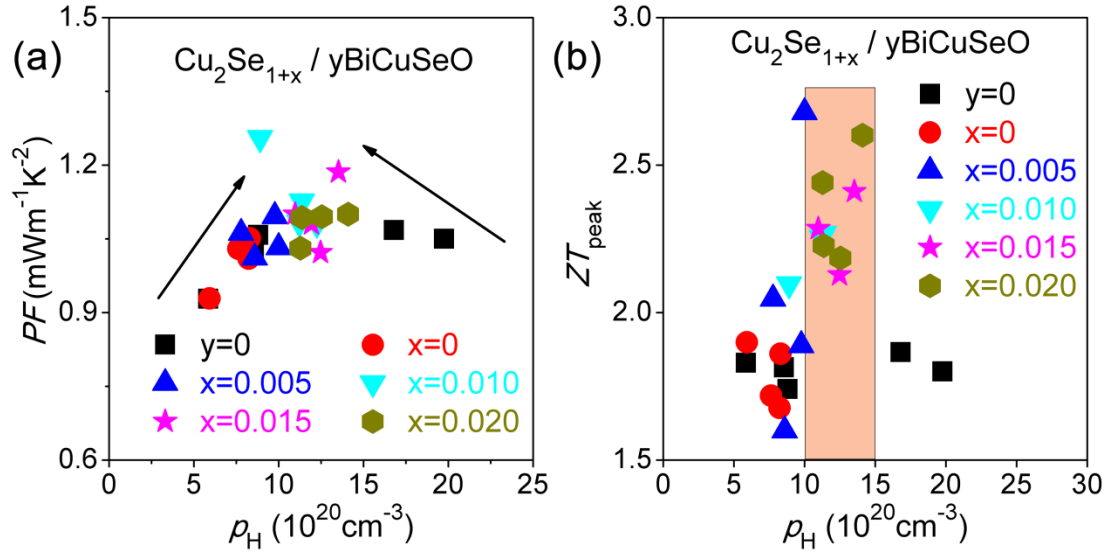 (a)
Cu₂Se₁₊ₓ / yBiCuSeO
PF (mWm⁻¹K⁻²)
1.5
1.2
0.9
0.6
y=0
x=0
x=0.005
x=0.010
x=0.015
x=0.020
0 5 10 15 20 25
p_H (10²⁰cm⁻³)
(b)
Cu₂Se₁₊ₓ / yBiCuSeO
ZT_peak
3.0
2.5
2.0
1.5
y=0
x=0
x=0.005
x=0.010
x=0.015
x=0.020
0 5 10 15 20 25 30
p_H (10²⁰cm⁻³)